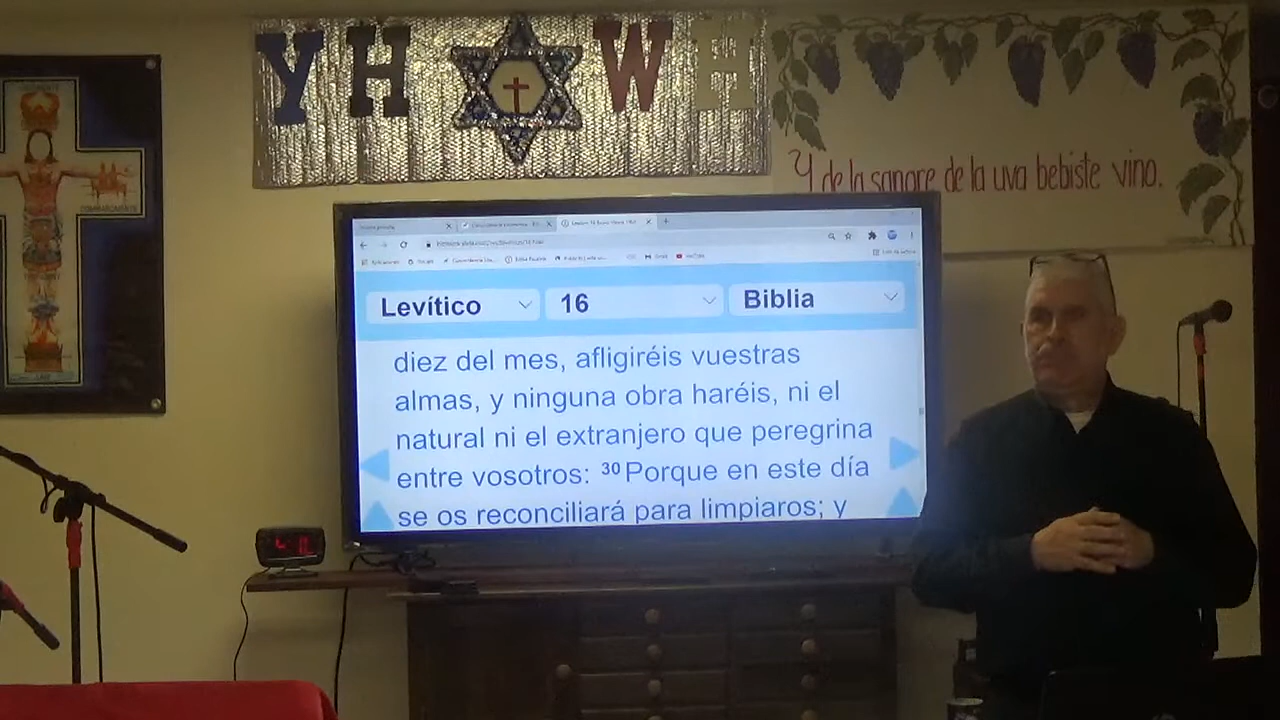 YH WH
Y de la sangre de la uva bebiste vino.
Levítico 16 Biblia
diez del mes, afligiréis vuestras
almas, y ninguna obra haréis, ni el
natural ni el extranjero que peregrina
entre vosotros: 30 Porque en este día
se os reconciliará para limpiaros; y